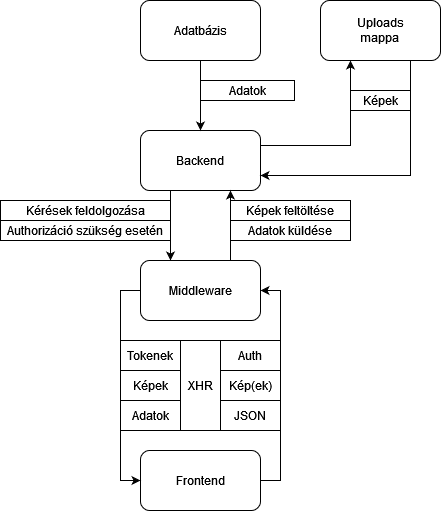 Adatbázis
Uploads
mappa
Adatok
Képek
Backend
Kérések feldolgozása
Authorizáció szükség esetén
Képek feltöltése
Adatok küldése
Middleware
Tokenek
Képek
Adatok
XHR
Auth
Kép(ek)
JSON
Frontend